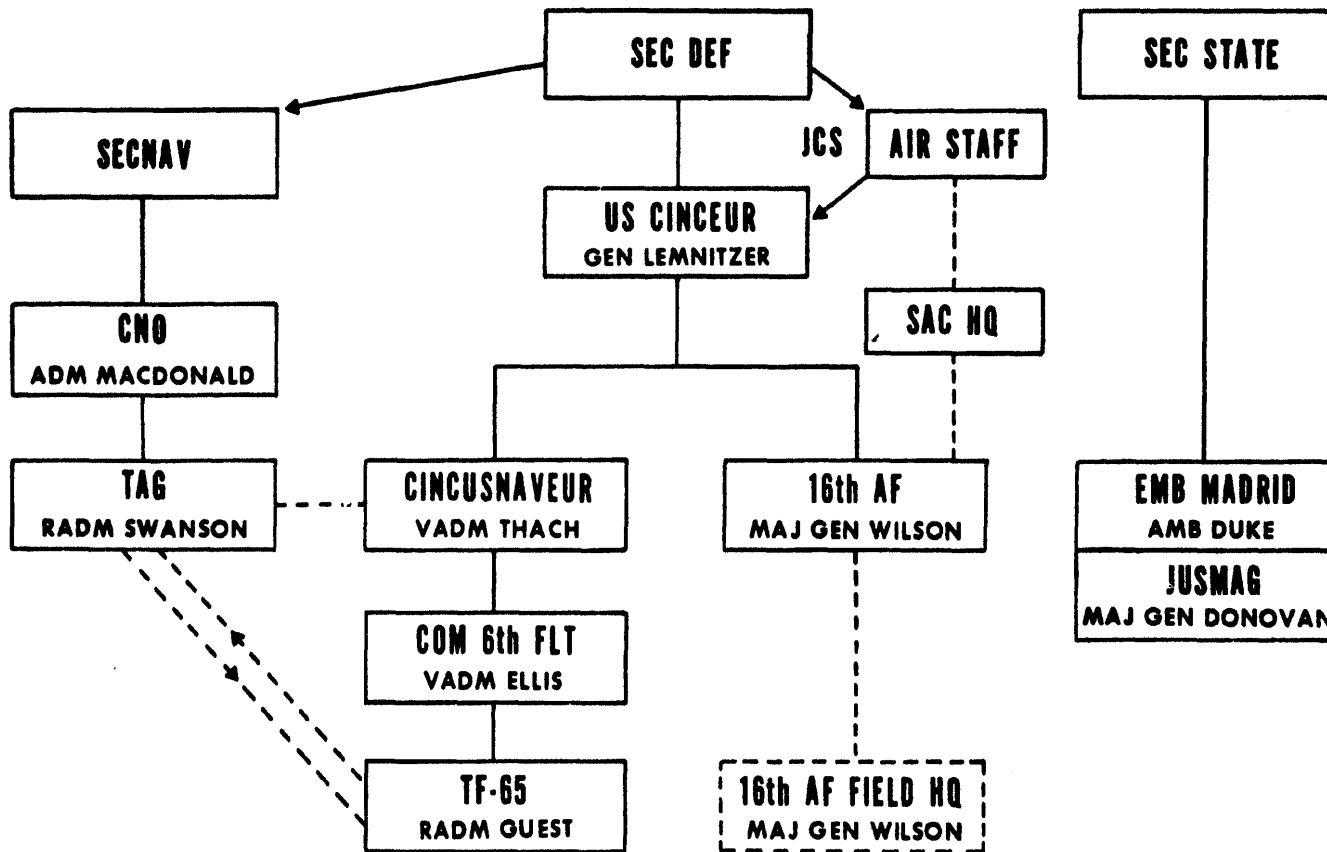 SEC DEF
SEC STATE
SECNAV
JCS
AIR STAFF
US CINCEUR
GEN LEMNITZER
SAC HQ
CNO
ADM MACDONALD
TAG
RADM SWANSON
CINCUSNAVEUR
VADM THACH
16th AF
MAJ GEN WILSON
EMB MADRID
AMB DUKE
JUSMAG
MAJ GEN DONOVAN
COM 6th FLT
VADM ELLIS
TF-65
RADM GUEST
16th AF FIELD HQ
MAJ GEN WILSON